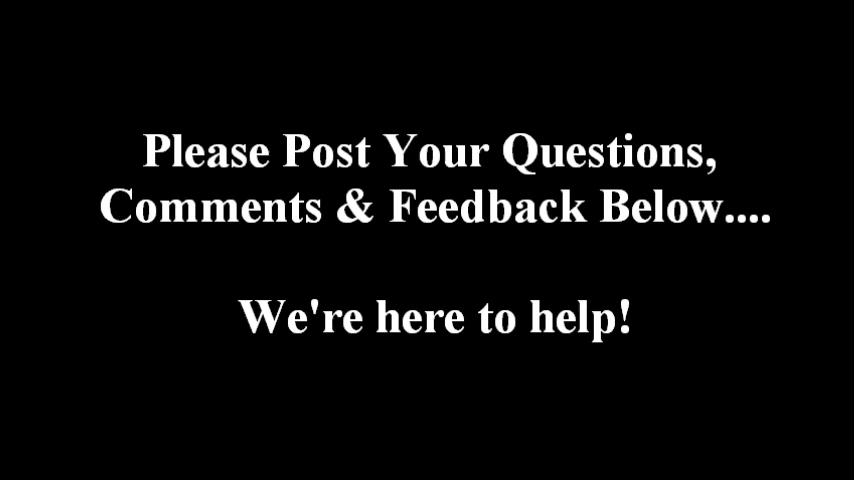 Please Post Your Questions,
Comments & Feedback Below....
We're here to help!